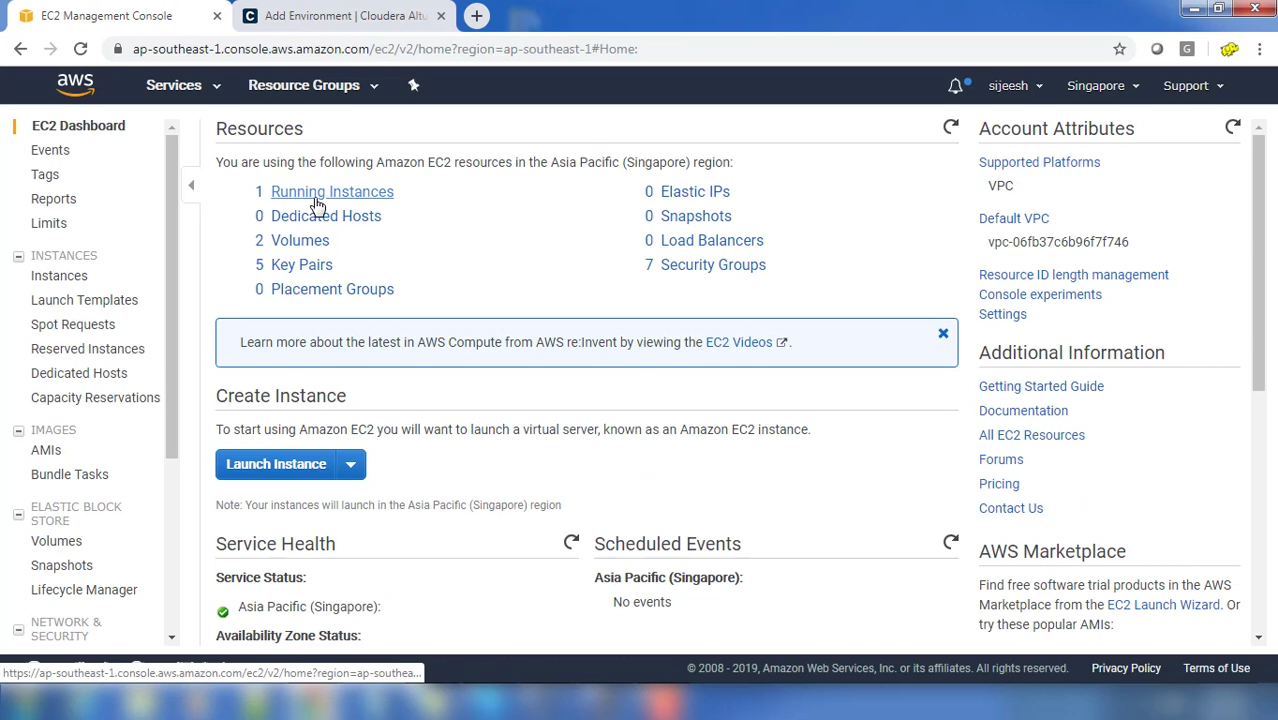 EC2 Management Console
Add Environment | Cloudera Altu
ap-southeast-1.console.aws.amazon.com/ec2/v2/home?region=ap-southeast-1#Home:
G
aws
Services
Resource Groups
sijeesh
Singapore
Support
EC2 Dashboard
Events
Tags
Reports
Limits
INSTANCES
Instances
Launch Templates
Spot Requests
Reserved Instances
Dedicated Hosts
Capacity Reservations
IMAGES
AMIs
Bundle Tasks
ELASTIC BLOCK
STORE
Volumes
Snapshots
Lifecycle Manager
NETWORK &
SECURITY
Resources
You are using the following Amazon EC2 resources in the Asia Pacific (Singapore) region:
1 Running Instances
0 Dedicated Hosts
2 Volumes
5 Key Pairs
0 Placement Groups
0 Elastic IPs
0 Snapshots
0 Load Balancers
7 Security Groups
Learn more about the latest in AWS Compute from AWS re:Invent by viewing the EC2 Videos.
Create Instance
To start using Amazon EC2 you will want to launch a virtual server, known as an Amazon EC2 instance.
Launch Instance
Note: Your instances will launch in the Asia Pacific (Singapore) region
Service Health
Service Status:
Asia Pacific (Singapore):
Availability Zone Status:
Scheduled Events
Asia Pacific (Singapore):
No events
Account Attributes
Supported Platforms
VPC
Default VPC
vpc-06fb37c6b96f7f746
Resource ID length management
Console experiments
Settings
Additional Information
Getting Started Guide
Documentation
All EC2 Resources
Forums
Pricing
Contact Us
AWS Marketplace
Find free software trial products in the AWS
Marketplace from the EC2 Launch Wizard. Or
try these popular AMIs:
https://ap-southeast-1.console.aws.amazon.com/ec2/v2/home?region=ap-southea...
© 2008 - 2019, Amazon Web Services, Inc. or its affiliates. All rights reserved.
Privacy Policy
Terms of Use